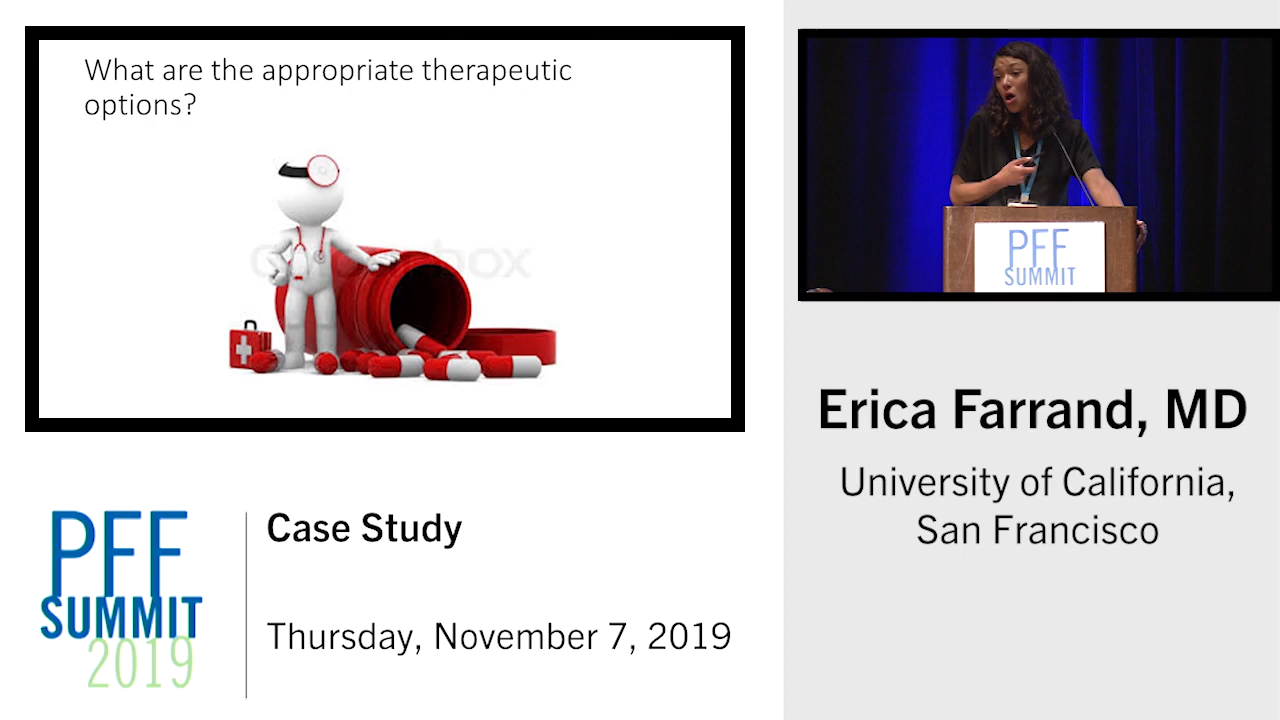 What are the appropriate therapeutic
options?
PFF
SUMMIT
Erica Farrand, MD
University of California,
San Francisco
PFF
SUMMIT
2019
Case Study
Thursday, November 7, 2019